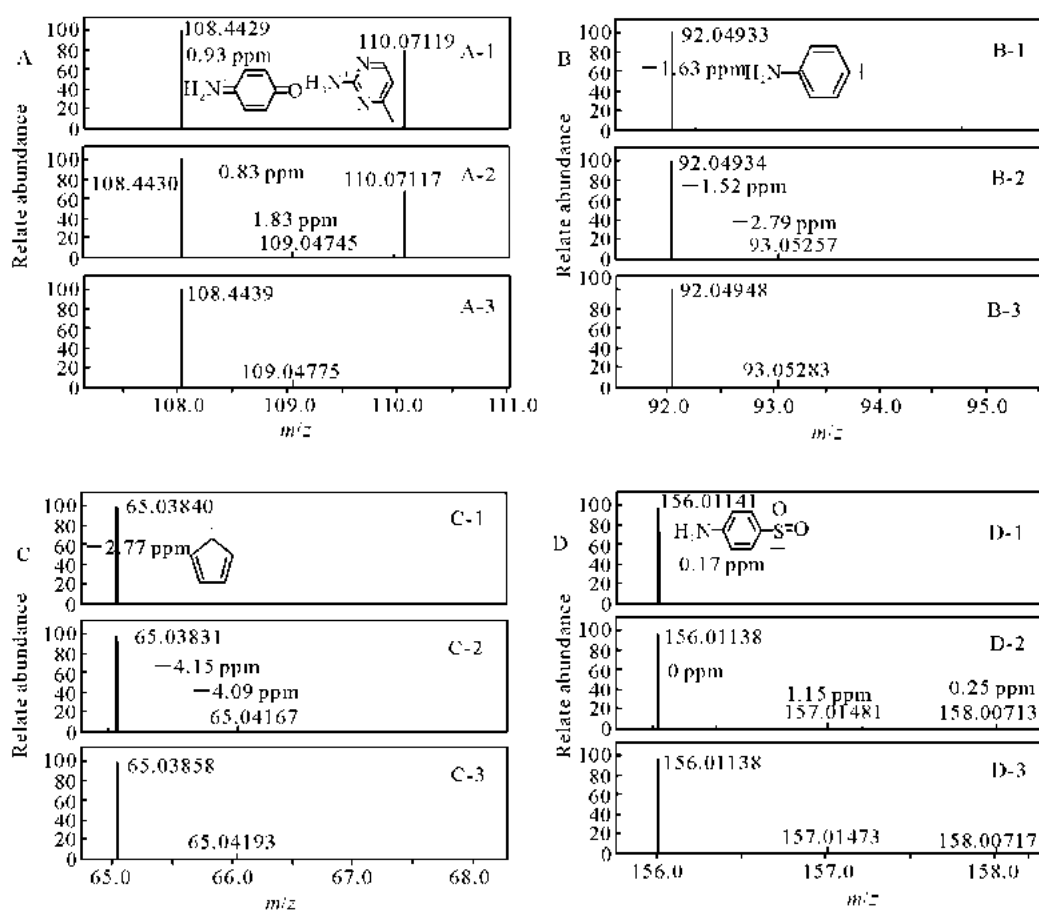 A
Relate abundance
100
80
60
40
20
0
108.4429
0.93 ppm
H2N
O
H2N
N
N
110.07119
A-1
100
80
60
40
20
0
108.4430
0.83 ppm
1.83 ppm
109.04745
110.07117
A-2
100
80
60
40
20
0
108.4439
109.04775
A-3
108.0 109.0 110.0 111.0
m/z
B
Relate abundance
100
80
60
40
20
0
92.04933
−1.63 ppm
H2N
B-1
100
80
60
40
20
0
92.04934
−1.52 ppm
−2.79 ppm
93.05257
B-2
100
80
60
40
20
0
92.04948
93.05283
B-3
92.0 93.0 94.0 95.0
m/z
C
Relate abundance
100
80
60
40
20
0
65.03840
−2.77 ppm
C-1
100
80
60
40
20
0
65.03831
−4.15 ppm
−4.09 ppm
65.04167
C-2
100
80
60
40
20
0
65.03858
65.04193
C-3
65.0 66.0 67.0 68.0
m/z
D
Relate abundance
100
80
60
40
20
0
156.01141
H2N
O
S=O
0.17 ppm
D-1
100
80
60
40
20
0
156.01138
0 ppm
1.15 ppm
157.01481
0.25 ppm
158.00713
D-2
100
80
60
40
20
0
156.01138
157.01473
158.00717
D-3
156.0 157.0 158.0
m/z